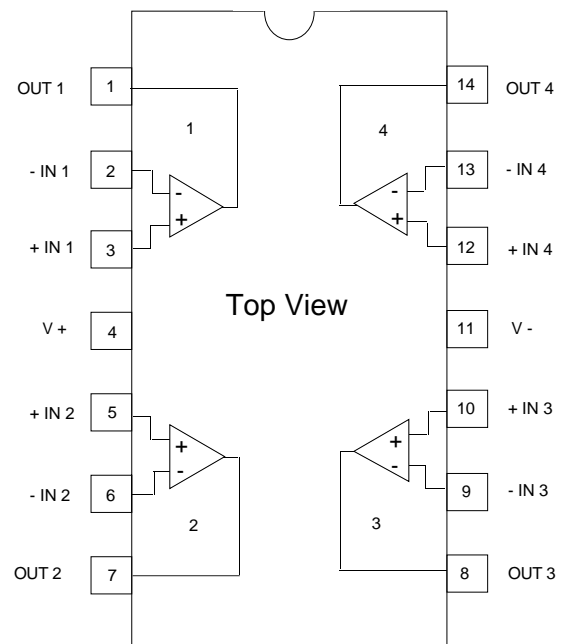 OUT 1 1 14 OUT 4
1 4
- IN 1 2 - - 13 - IN 4
+ IN 1 3 + + 12 + IN 4
Top View
V + 4 11 V -
+ IN 2 5 + + 10 + IN 3
- IN 2 6 - - 9 - IN 3
2 3
OUT 2 7 8 OUT 3